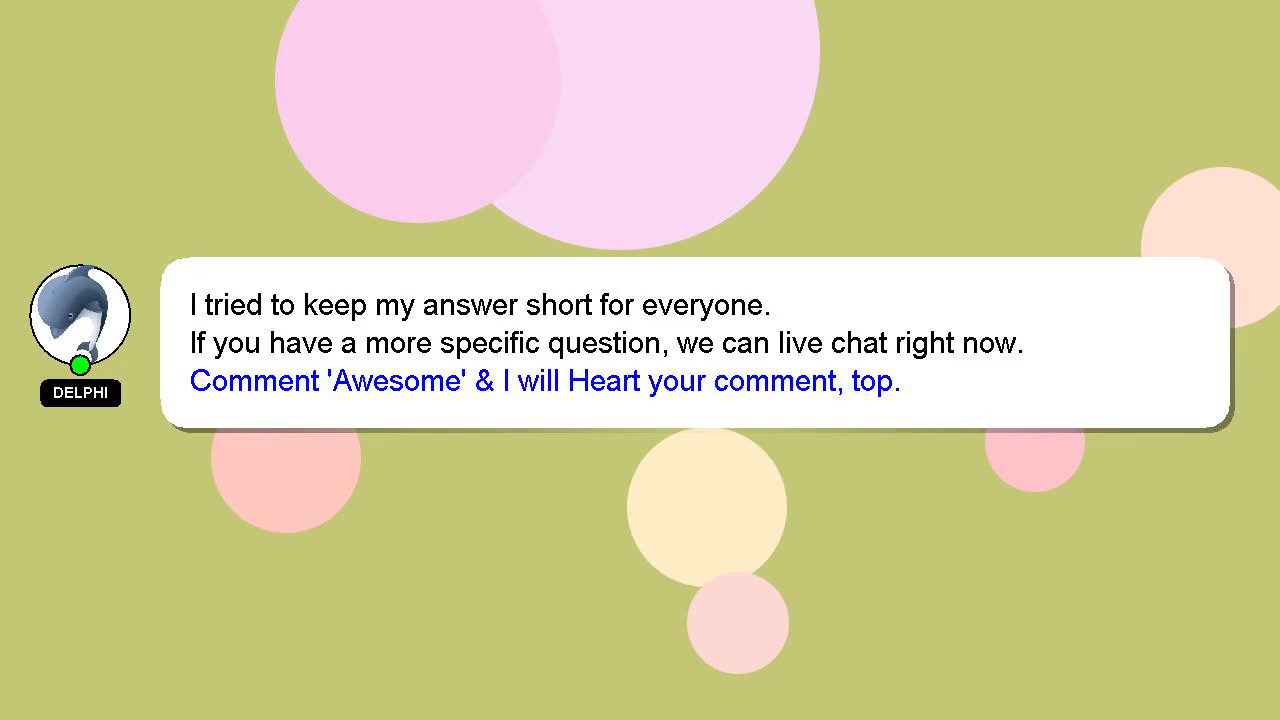 I tried to keep my answer short for everyone.
If you have a more specific question, we can live chat right now.
Comment 'Awesome' & I will Heart your comment, top.
DELPHI